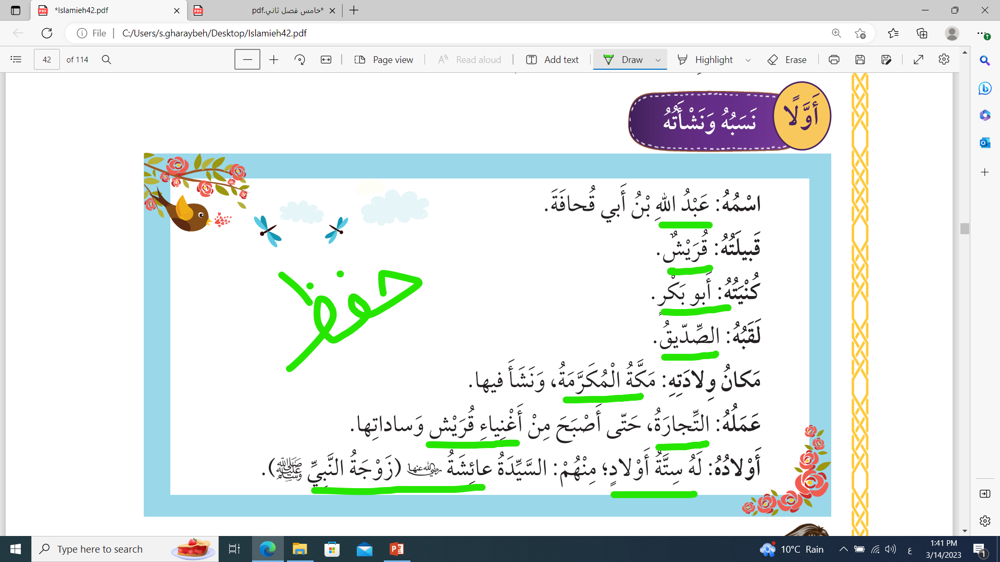 *Islamieh42.pdf
*خامس فصل ثاني.pdf
File
C:/Users/s.gharaybeh/Desktop/Islamieh42.pdf
42 of 114
Page view
Read aloud
Add text
Draw
Highlight
Erase
أَوَّلًا
نَسَبُهُ وَنَشْأَتُهُ
اسْمُهُ: عَبْدُ اللهِ بْنُ أَبي قُحافَةَ.
قَبيلَتُهُ: قُرَيْشٌ.
كُنْيَتُهُ: أَبو بَكْرٍ.
لَقَبُهُ: الصِّدّيقُ.
حفظ
مَكانُ وِلادَتِهِ: مَكَّةُ الْمُكَرَّمَةُ، وَنَشَأَ فيها.
عَمَلُهُ: التِّجارَةُ، حَتّى أَصْبَحَ مِنْ أَغْنِياءِ قُرَيْشٍ وَساداتِها.
أَوْلادُهُ: لَهُ سِتَّةُ أَوْلادٍ؛ مِنْهُمْ: السَّيِّدَةُ عائِشَةُ رضي الله عنها (زَوْجَةُ النَّبِيِّ ﷺ).
Type here to search
10°C Rain
ع
1:41 PM
3/14/2023
1